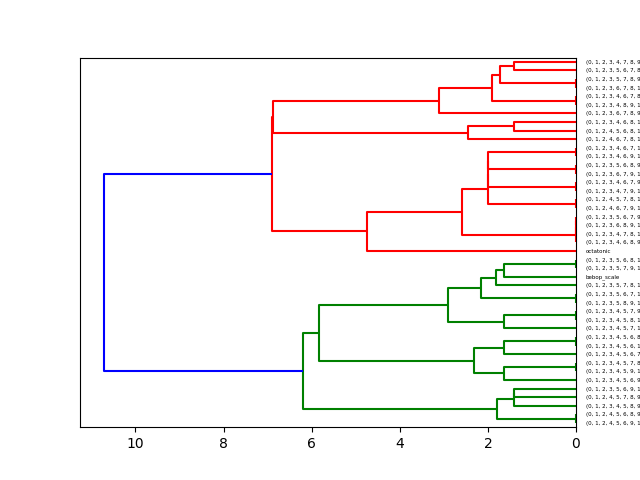 (0, 1, 2, 3, 4, 7, 8, 9
(0, 1, 2, 3, 5, 6, 7, 8
(0, 1, 2, 3, 5, 7, 8, 9
(0, 1, 2, 3, 6, 7, 8, 1
(0, 1, 2, 3, 4, 6, 7, 8
(0, 1, 2, 3, 4, 8, 9, 1
(0, 1, 2, 3, 6, 7, 8, 9
(0, 1, 2, 3, 4, 6, 8, 1
(0, 1, 2, 4, 5, 6, 8, 1
(0, 1, 2, 4, 6, 7, 8, 1
(0, 1, 2, 3, 4, 6, 7, 1
(0, 1, 2, 3, 4, 6, 9, 1
(0, 1, 2, 3, 5, 6, 8, 9
(0, 1, 2, 3, 6, 7, 9, 1
(0, 1, 2, 3, 4, 6, 7, 9
(0, 1, 2, 3, 4, 7, 9, 1
(0, 1, 2, 4, 5, 7, 8, 1
(0, 1, 2, 4, 6, 7, 9, 1
(0, 1, 2, 3, 5, 6, 7, 9
(0, 1, 2, 3, 6, 8, 9, 1
(0, 1, 2, 3, 4, 7, 8, 1
(0, 1, 2, 3, 4, 6, 8, 9
octatonic
(0, 1, 2, 3, 5, 6, 8, 1
(0, 1, 2, 3, 5, 7, 9, 1
bebop_scale
(0, 1, 2, 3, 5, 7, 8, 1
(0, 1, 2, 3, 5, 6, 7, 1
(0, 1, 2, 3, 5, 8, 9, 1
(0, 1, 2, 3, 4, 5, 7, 9
(0, 1, 2, 3, 4, 5, 8, 1
(0, 1, 2, 3, 4, 5, 7, 1
(0, 1, 2, 3, 4, 5, 6, 8
(0, 1, 2, 3, 4, 5, 6, 1
(0, 1, 2, 3, 4, 5, 6, 7
(0, 1, 2, 3, 4, 5, 7, 8
(0, 1, 2, 3, 4, 5, 9, 1
(0, 1, 2, 3, 4, 5, 6, 9
(0, 1, 2, 3, 5, 6, 9, 1
(0, 1, 2, 4, 5, 7, 8, 9
(0, 1, 2, 3, 4, 5, 8, 9
(0, 1, 2, 4, 5, 6, 8, 9
(0, 1, 2, 4, 5, 6, 9, 1
10 8 6 4 2 0